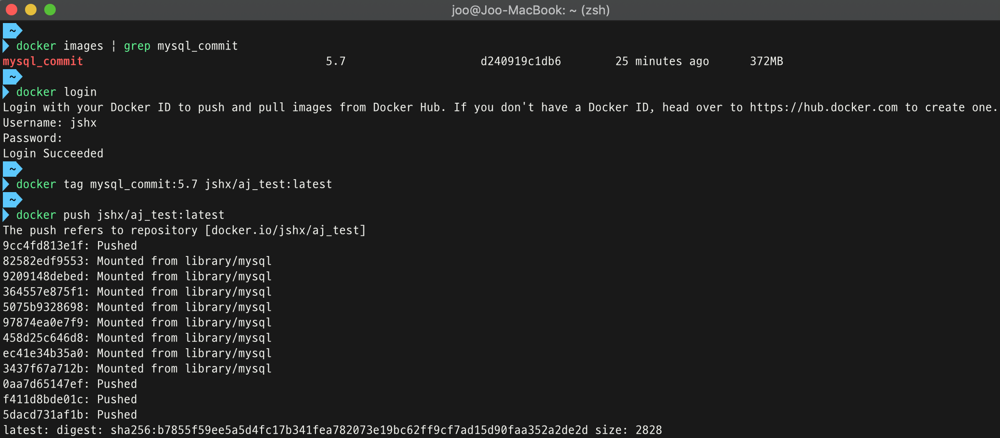 joo@Joo-MacBook: ~ (zsh)
~
docker images | grep mysql_commit
mysql_commit 5.7 d240919c1db6 25 minutes ago 372MB
~
docker login
Login with your Docker ID to push and pull images from Docker Hub. If you don't have a Docker ID, head over to https://hub.docker.com to create one.
Username: jshx
Password:
Login Succeeded
~
docker tag mysql_commit:5.7 jshx/aj_test:latest
~
docker push jshx/aj_test:latest
The push refers to repository [docker.io/jshx/aj_test]
9cc4fd813e1f: Pushed
82582edf9553: Mounted from library/mysql
9209148debed: Mounted from library/mysql
364557e875f1: Mounted from library/mysql
5075b9328698: Mounted from library/mysql
97874ea0e7f9: Mounted from library/mysql
458d25c646d8: Mounted from library/mysql
ec41e34b35a0: Mounted from library/mysql
3437f67a712b: Mounted from library/mysql
0aa7d65147ef: Pushed
f411d8bde01c: Pushed
5dacd731af1b: Pushed
latest: digest: sha256:b7855f59ee5a5d4fc17b341fea782073e19bc62ff9cf7ad15d90faa352a2de2d size: 2828